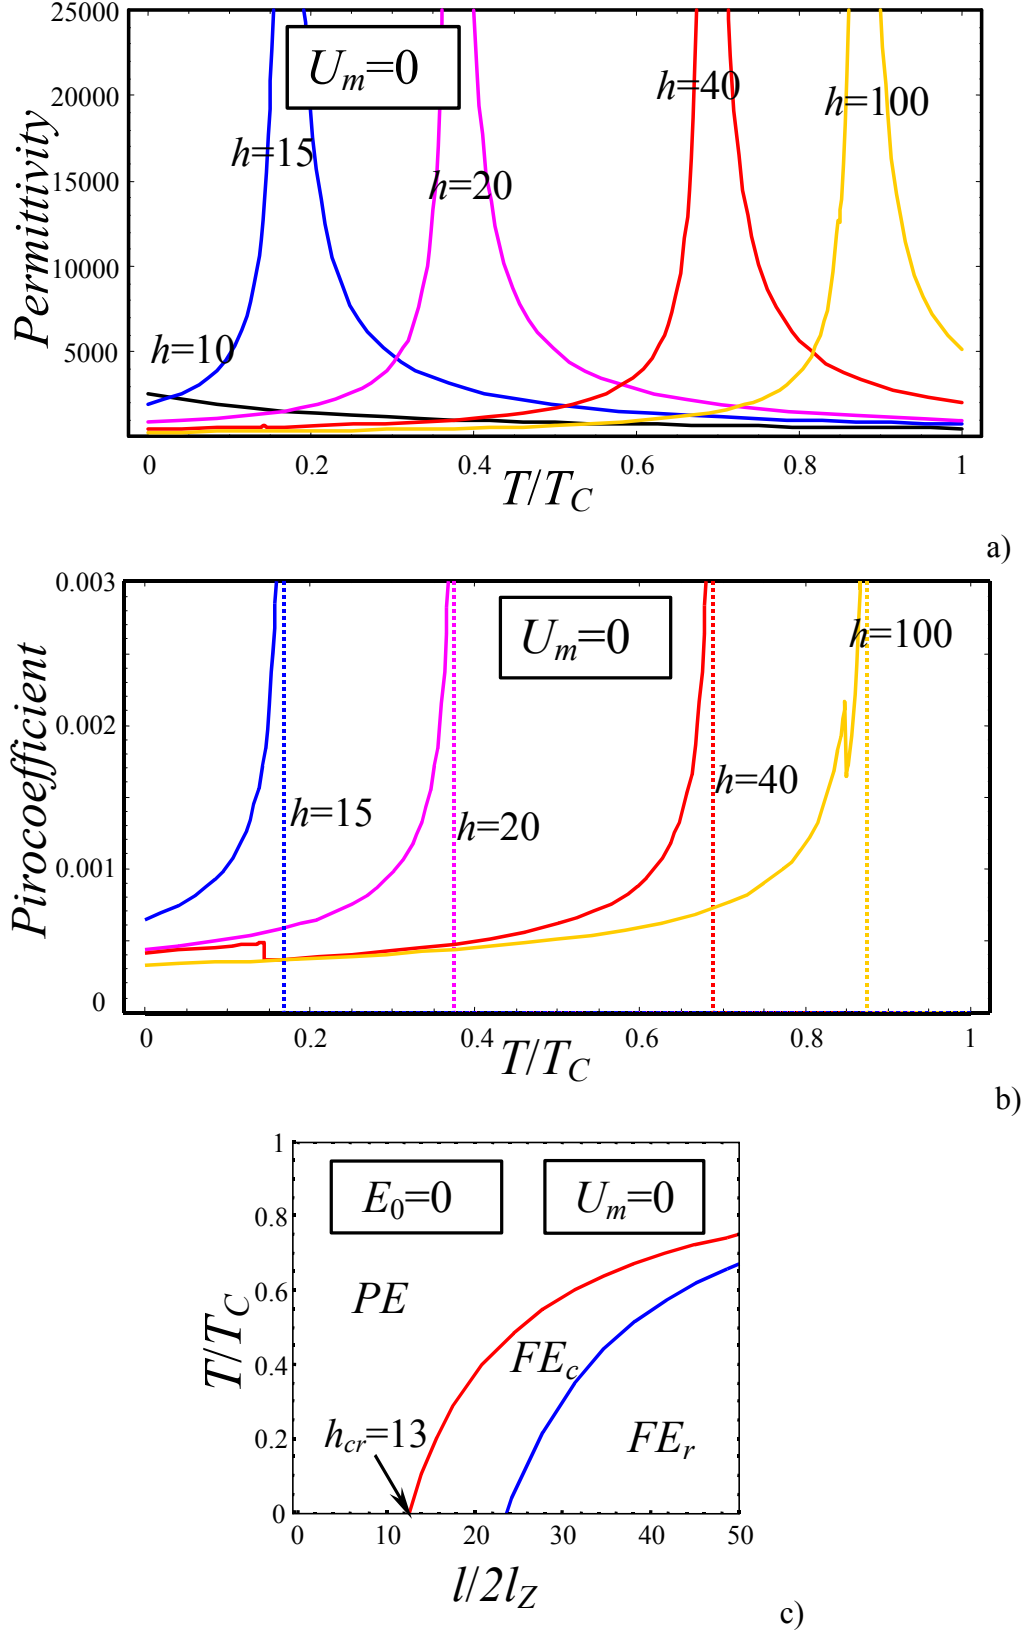 U_m=0
h=15
h=20
h=40
h=100
h=10
Permittivity
25000
20000
15000
10000
5000
0
0.2
0.4
0.6
0.8
1
T/T_C
a)
U_m=0
h=100
h=40
h=15
h=20
Pirocoefficient
0.003
0.002
0.001
0
0
0.2
0.4
0.6
0.8
1
T/T_C
b)
E_0=0
U_m=0
PE
FE_c
FE_r
h_cr=13
T/T_C
1
0.8
0.6
0.4
0.2
0
0
10
20
30
40
50
l/2l_Z
c)